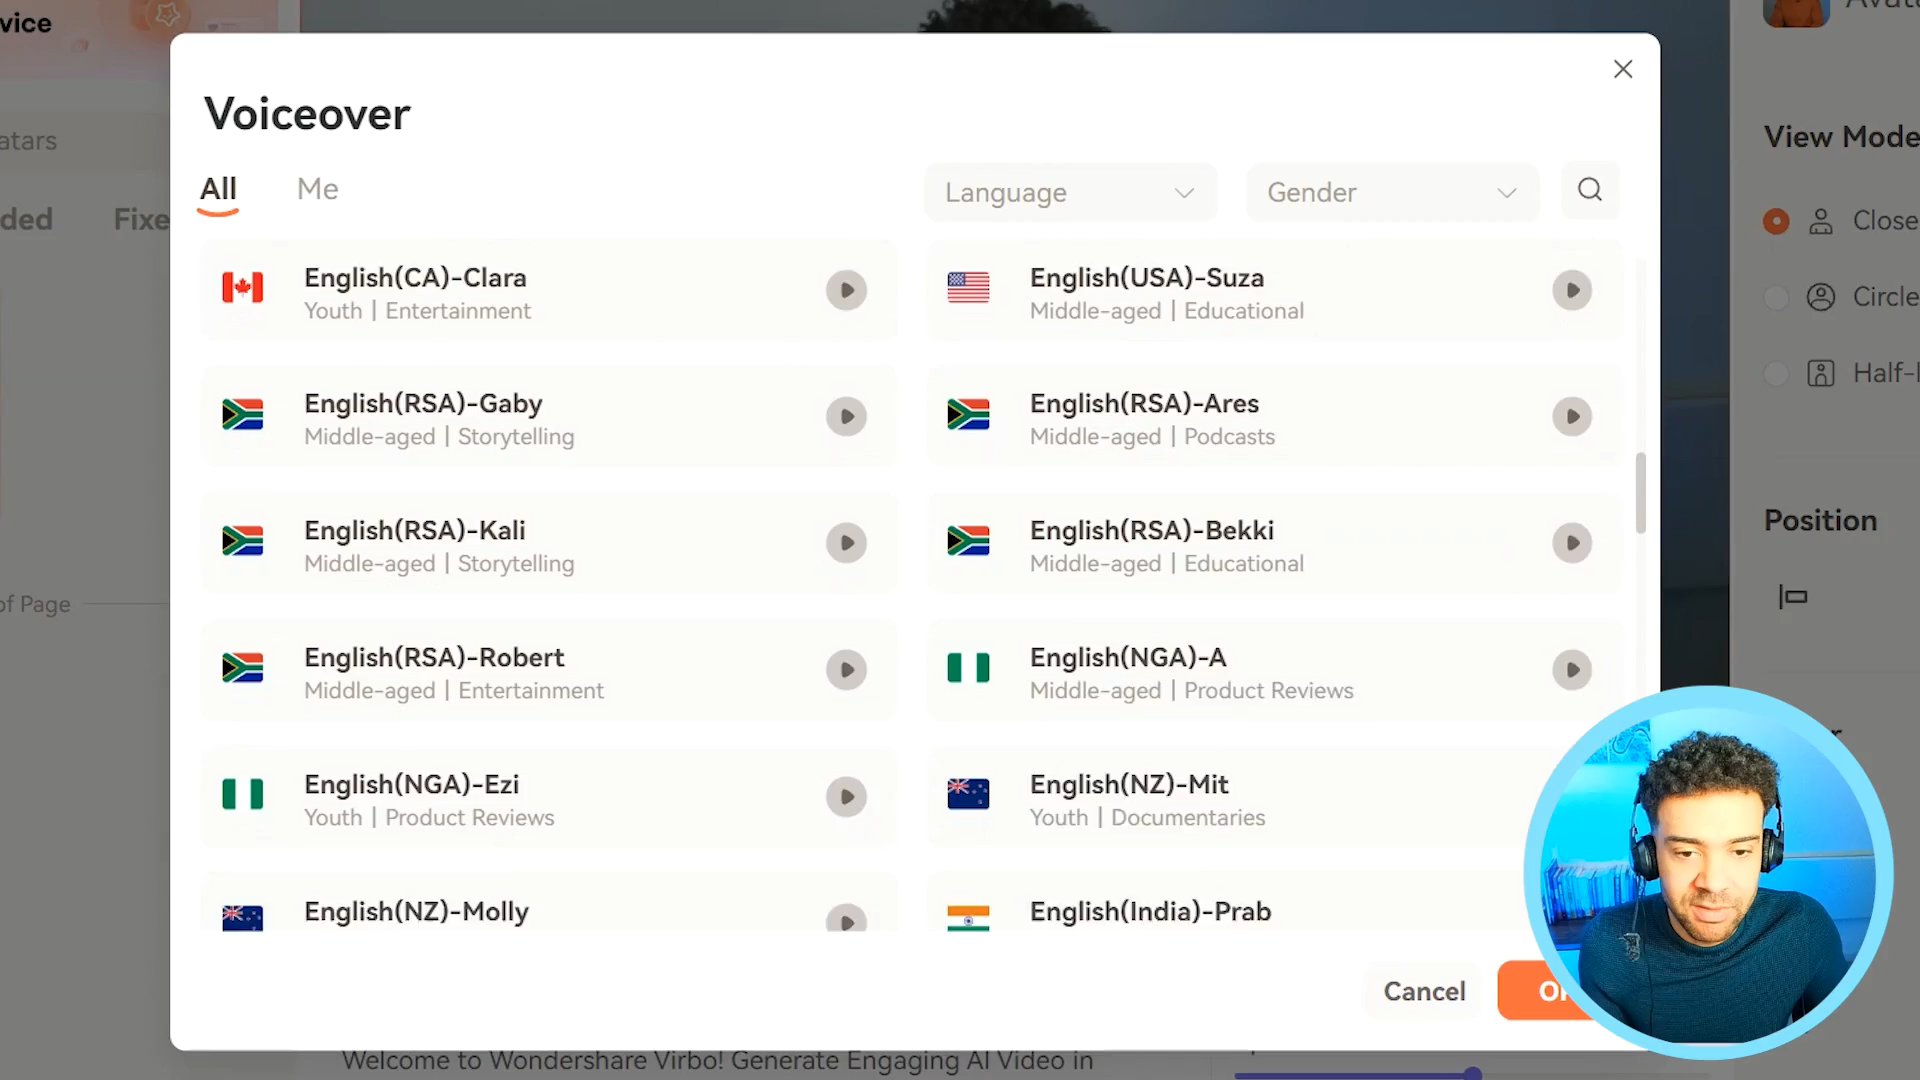 vice
Avata
Voiceover
atars
View Mode
All
Me
Language
Gender
ded
Fixe
Close
English(CA)-Clara
Youth | Entertainment
English(USA)-Suza
Middle-aged | Educational
Circle
Half-l
English(RSA)-Gaby
Middle-aged | Storytelling
English(RSA)-Ares
Middle-aged | Podcasts
English(RSA)-Kali
Middle-aged | Storytelling
English(RSA)-Bekki
Middle-aged | Educational
Position
of Page
English(RSA)-Robert
Middle-aged | Entertainment
English(NGA)-A
Middle-aged | Product Reviews
English(NGA)-Ezi
Youth | Product Reviews
English(NZ)-Mit
Youth | Documentaries
English(NZ)-Molly
English(India)-Prab
Cancel
OK
Welcome to Wondershare Virbo! Generate Engaging AI Video in